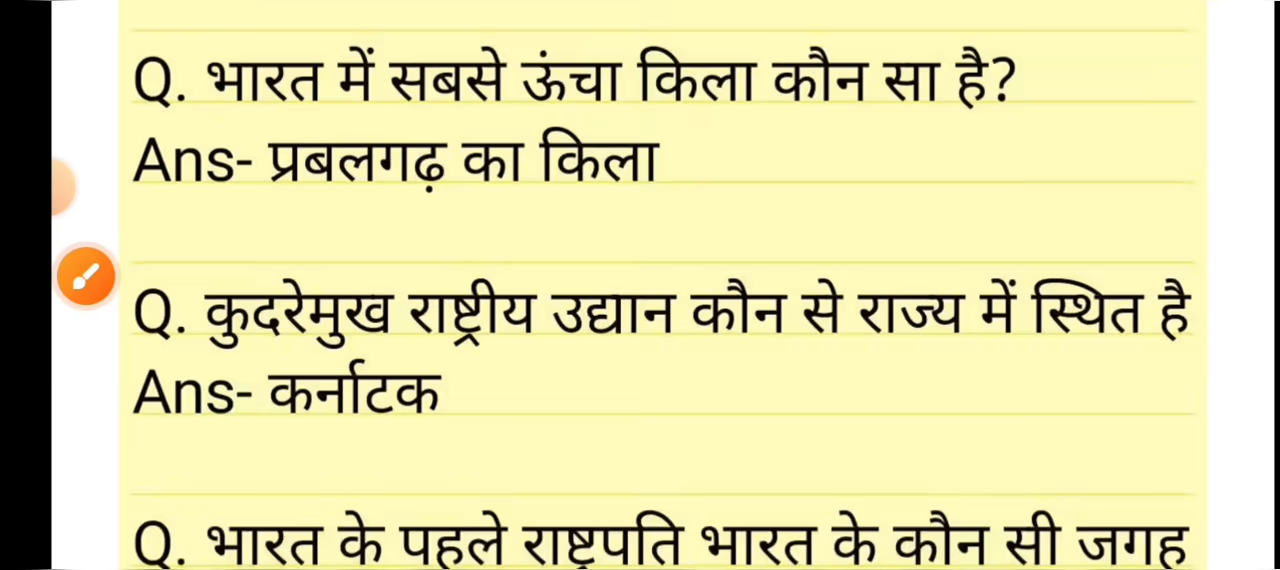 Q. भारत में सबसे ऊंचा किला कौन सा है?
Ans- प्रबलगढ़ का किला
Q. कुदरेमुख राष्ट्रीय उद्यान कौन से राज्य में स्थित है
Ans- कर्नाटक
Q. भारत के पहले राष्ट्रपति भारत के कौन सी जगह